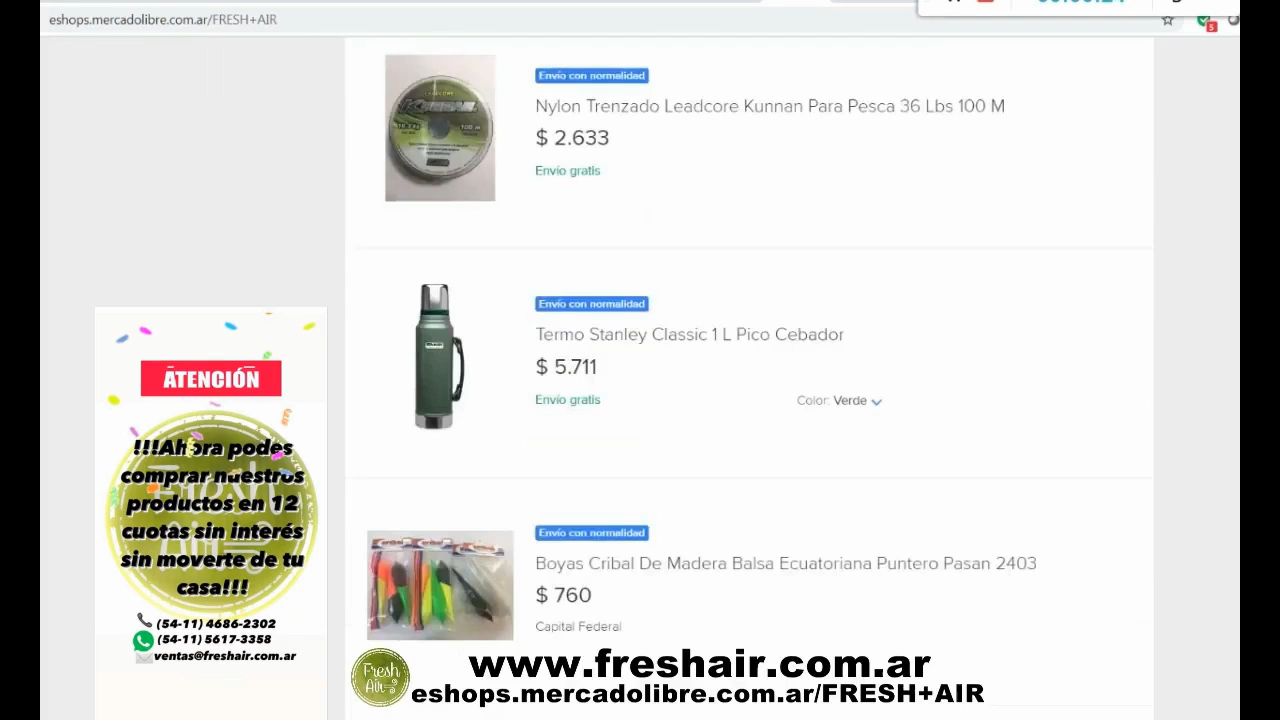 eshops.mercadolibre.com.ar/FRESH+AIR
Envío con normalidad
Nylon Trenzado Leadcore Kunnan Para Pesca 36 Lbs 100 M
$ 2.633
Envío gratis
Envío con normalidad
Termo Stanley Classic 1 L Pico Cebador
$ 5.711
Envío gratis
Color: Verde
Envío con normalidad
Boyas Cribal De Madera Balsa Ecuatoriana Puntero Pasan 2403
$ 760
Capital Federal
ATENCIÓN
!!!Ahora podes
comprar nuestros
productos en 12
cuotas sin interés
sin moverte de tu
casa!!!
(54-11) 4686-2302
(54-11) 5617-3358
ventas@freshair.com.ar
Fresh
Air
www.freshair.com.ar
eshops.mercadolibre.com.ar/FRESH+AIR